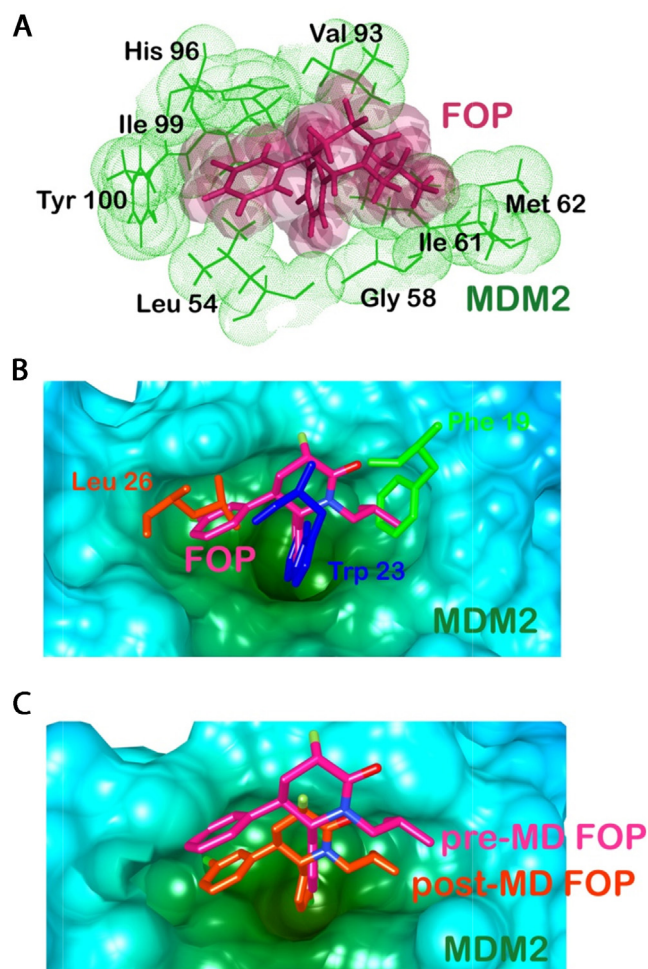 A
Val 93
His 96
FOP
Ile 99
Tyr 100
Met 62
Ile 61
Leu 54
Gly 58
MDM2
B
Phe 19
Leu 26
FOP
Trp 23
MDM2
C
pre-MD FOP
post-MD FOP
MDM2